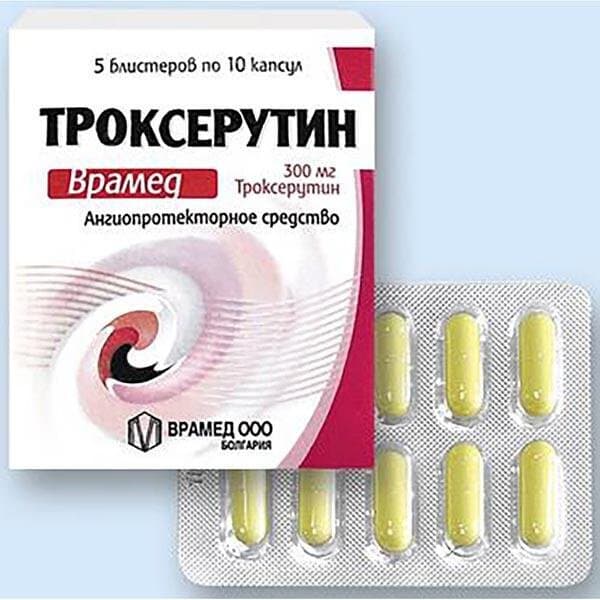 5 блистеров по 10 капсул
ТРОКСЕРУТИН
Врамед
300 мг
Троксерутин
Ангиопротекторное средство
ВРАМЕД ООО
БОЛГАРИЯ